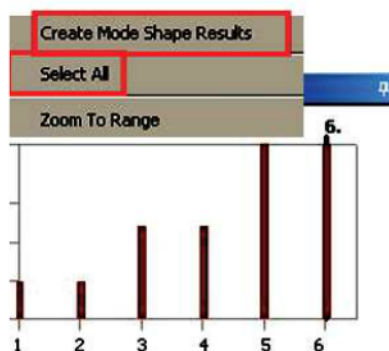 Create Mode Shape Results
Select All
Zoom To Range
6.
1 2 3 4 5 6